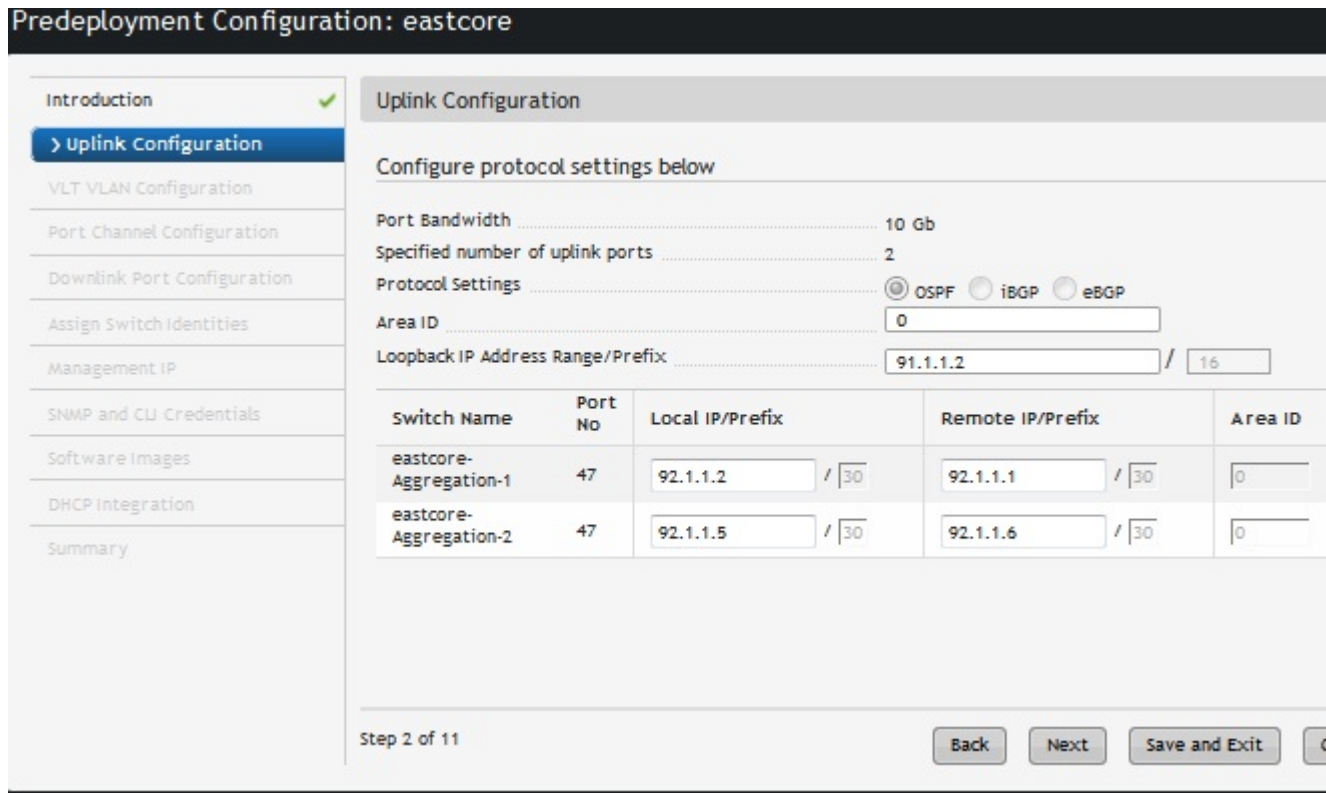 Predeployment Configuration: eastcore
Introduction
> Uplink Configuration
VLT VLAN Configuration
Port Channel Configuration
Downlink Port Configuration
Assign Switch Identities
Management IP
SNMP and CLI Credentials
Software Images
DHCP Integration
Summary
Uplink Configuration
Configure protocol settings below
Port Bandwidth 10 Gb
Specified number of uplink ports 2
Protocol Settings OSPF iBGP eBGP
Area ID 0
Loopback IP Address Range/Prefix 91.1.1.2 / 16
Switch Name Port No Local IP/Prefix Remote IP/Prefix Area ID
eastcore-Aggregation-1 47 92.1.1.2 / 30 92.1.1.1 / 30 0
eastcore-Aggregation-2 47 92.1.1.5 / 30 92.1.1.6 / 30 0
Step 2 of 11
Back Next Save and Exit